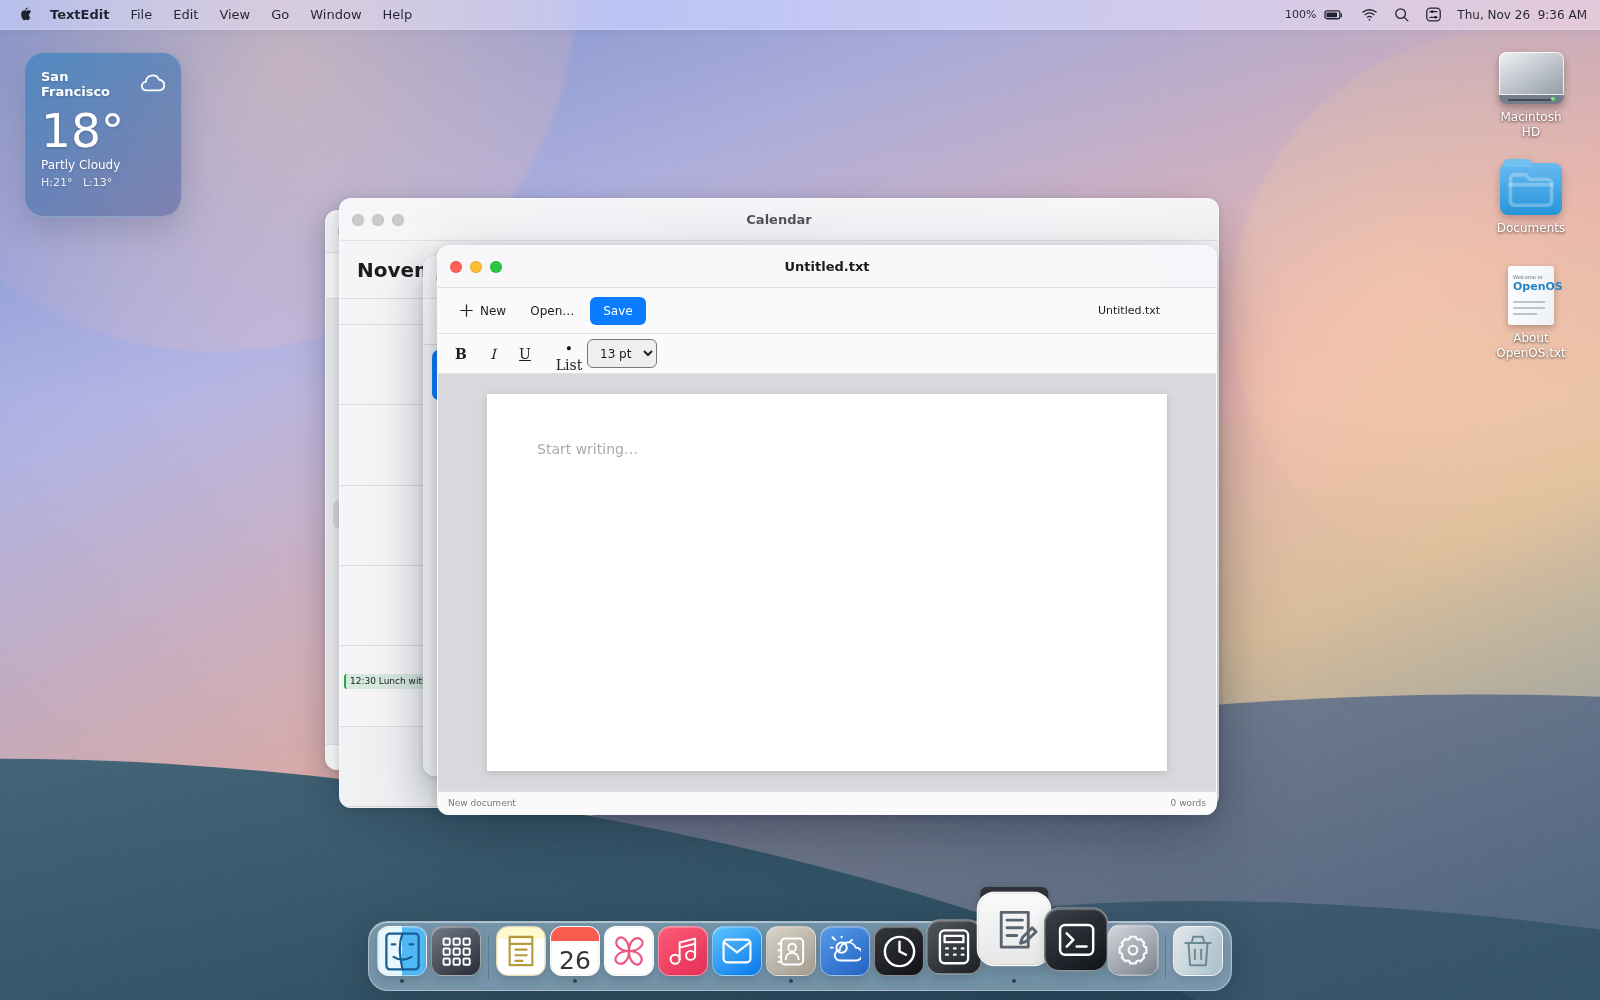 TextEdit File Edit View Go Window Help
100% Thu, Nov 26 9:36 AM
San
Francisco
18°
Partly Cloudy
H:21° L:13°
Macintosh
HD
Documents
Welcome to
OpenOS
About
OpenOS.txt
Calendar
Untitled.txt
New Open... Save
Untitled.txt
B I U • List 13 pt
Start writing...
12:30 Lunch
New document
0 words
26